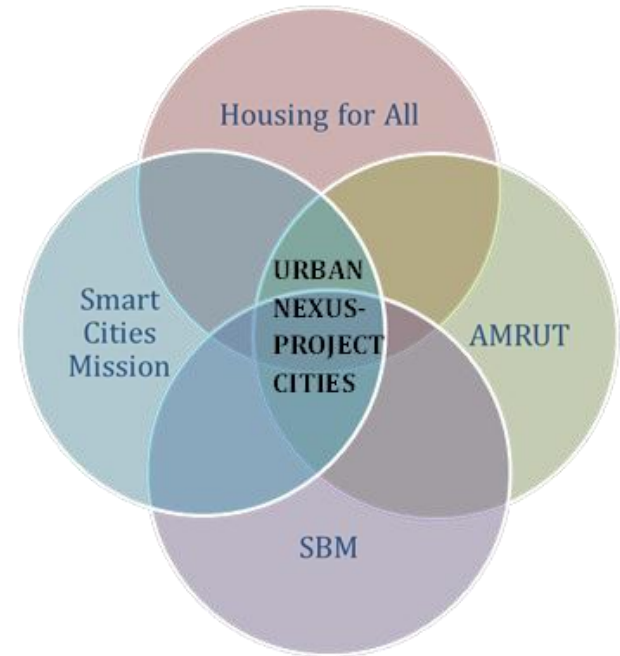 Housing for All
URBAN
NEXUS-
PROJECT
CITIES
Smart
Cities
Mission
AMRUT
SBM